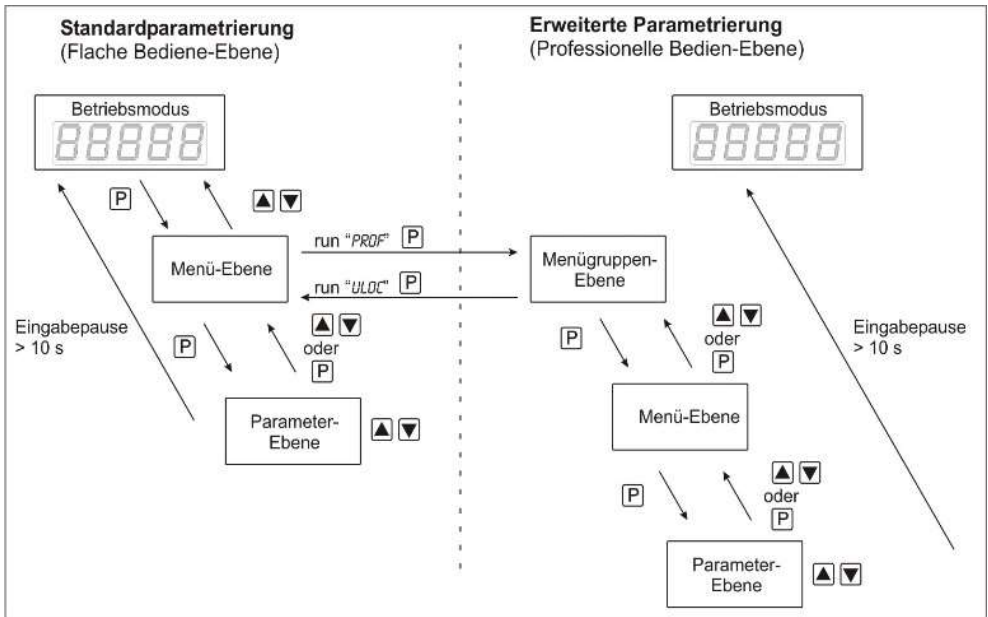 Standardparametrierung
(Flache Bediene-Ebene)
Betriebsmodus
88888
P
▲ ▼
Menü-Ebene
run "PROF" P
run "ULOC" P
Eingabepause
> 10 s
P
▲ ▼
oder
P
Parameter-
Ebene
▲ ▼
Erweiterte Parametrierung
(Professionelle Bedien-Ebene)
Betriebsmodus
88888
Menügruppen-
Ebene
P
▲ ▼
oder
P
Eingabepause
> 10 s
Menü-Ebene
P
▲ ▼
oder
P
Parameter-
Ebene
▲ ▼